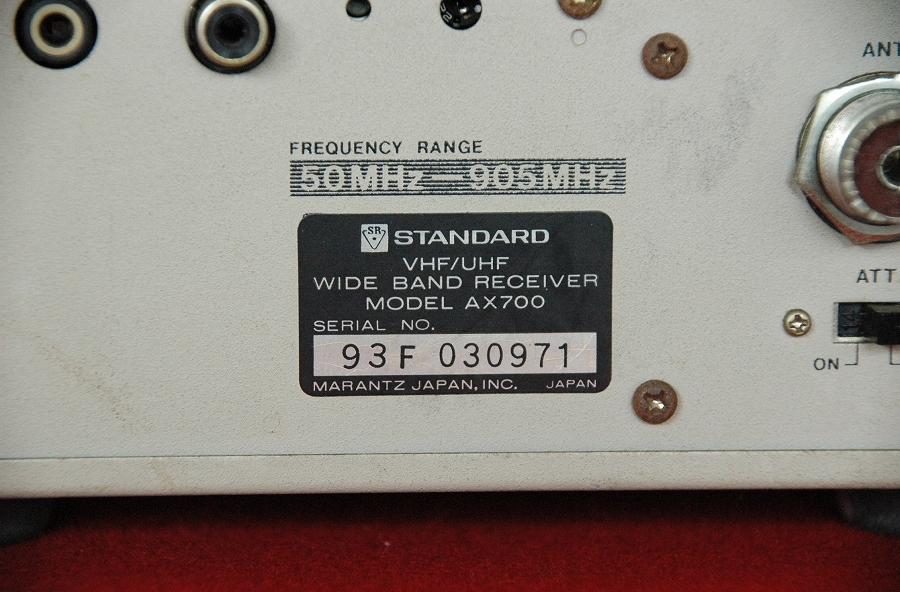 ANT
FREQUENCY RANGE
50MHz—905MHz
SR STANDARD
VHF/UHF
WIDE BAND RECEIVER
MODEL AX700
SERIAL NO.
93F 030971
MARANTZ JAPAN, INC. JAPAN
ATT.
ON